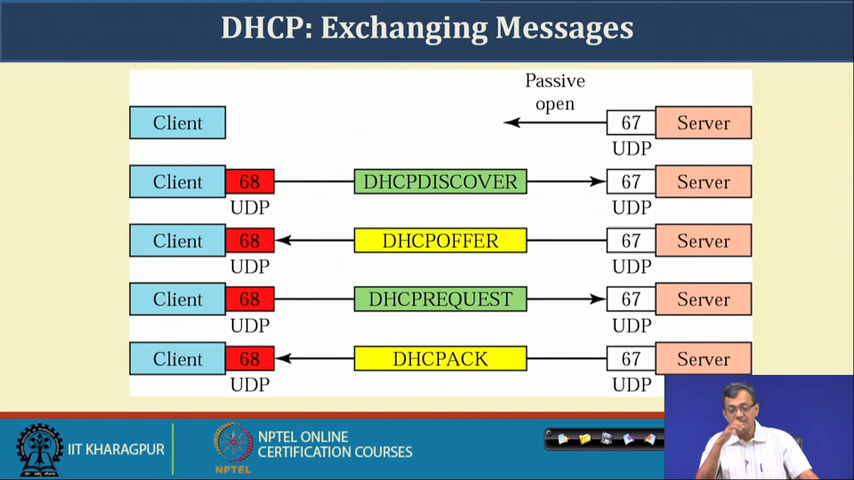 DHCP: Exchanging Messages
Passive
open
Client 67 Server
UDP
Client 68 DHCPDISCOVER 67 Server
UDP UDP
Client 68 DHCPOFFER 67 Server
UDP UDP
Client 68 DHCPREQUEST 67 Server
UDP UDP
Client 68 DHCPACK 67 Server
UDP UDP
IIT KHARAGPUR
NPTEL ONLINE
CERTIFICATION COURSES
NPTEL